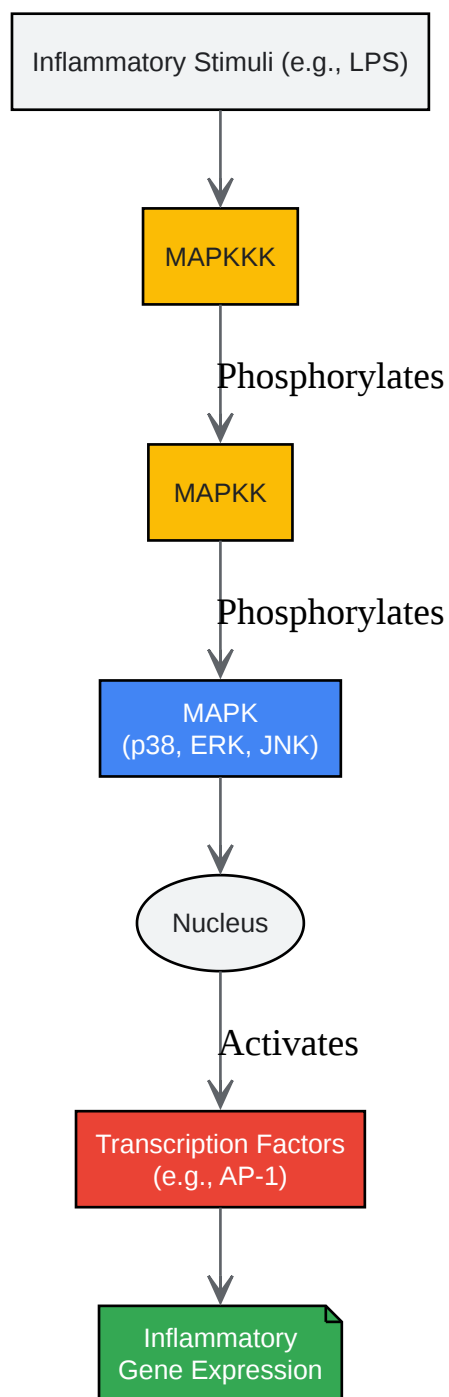 Inflammatory Stimuli (e.g., LPS)
MAPKKK
Phosphorylates
MAPKK
Phosphorylates
MAPK
(p38, ERK, JNK)
Nucleus
Activates
Transcription Factors
(e.g., AP-1)
Inflammatory
Gene Expression